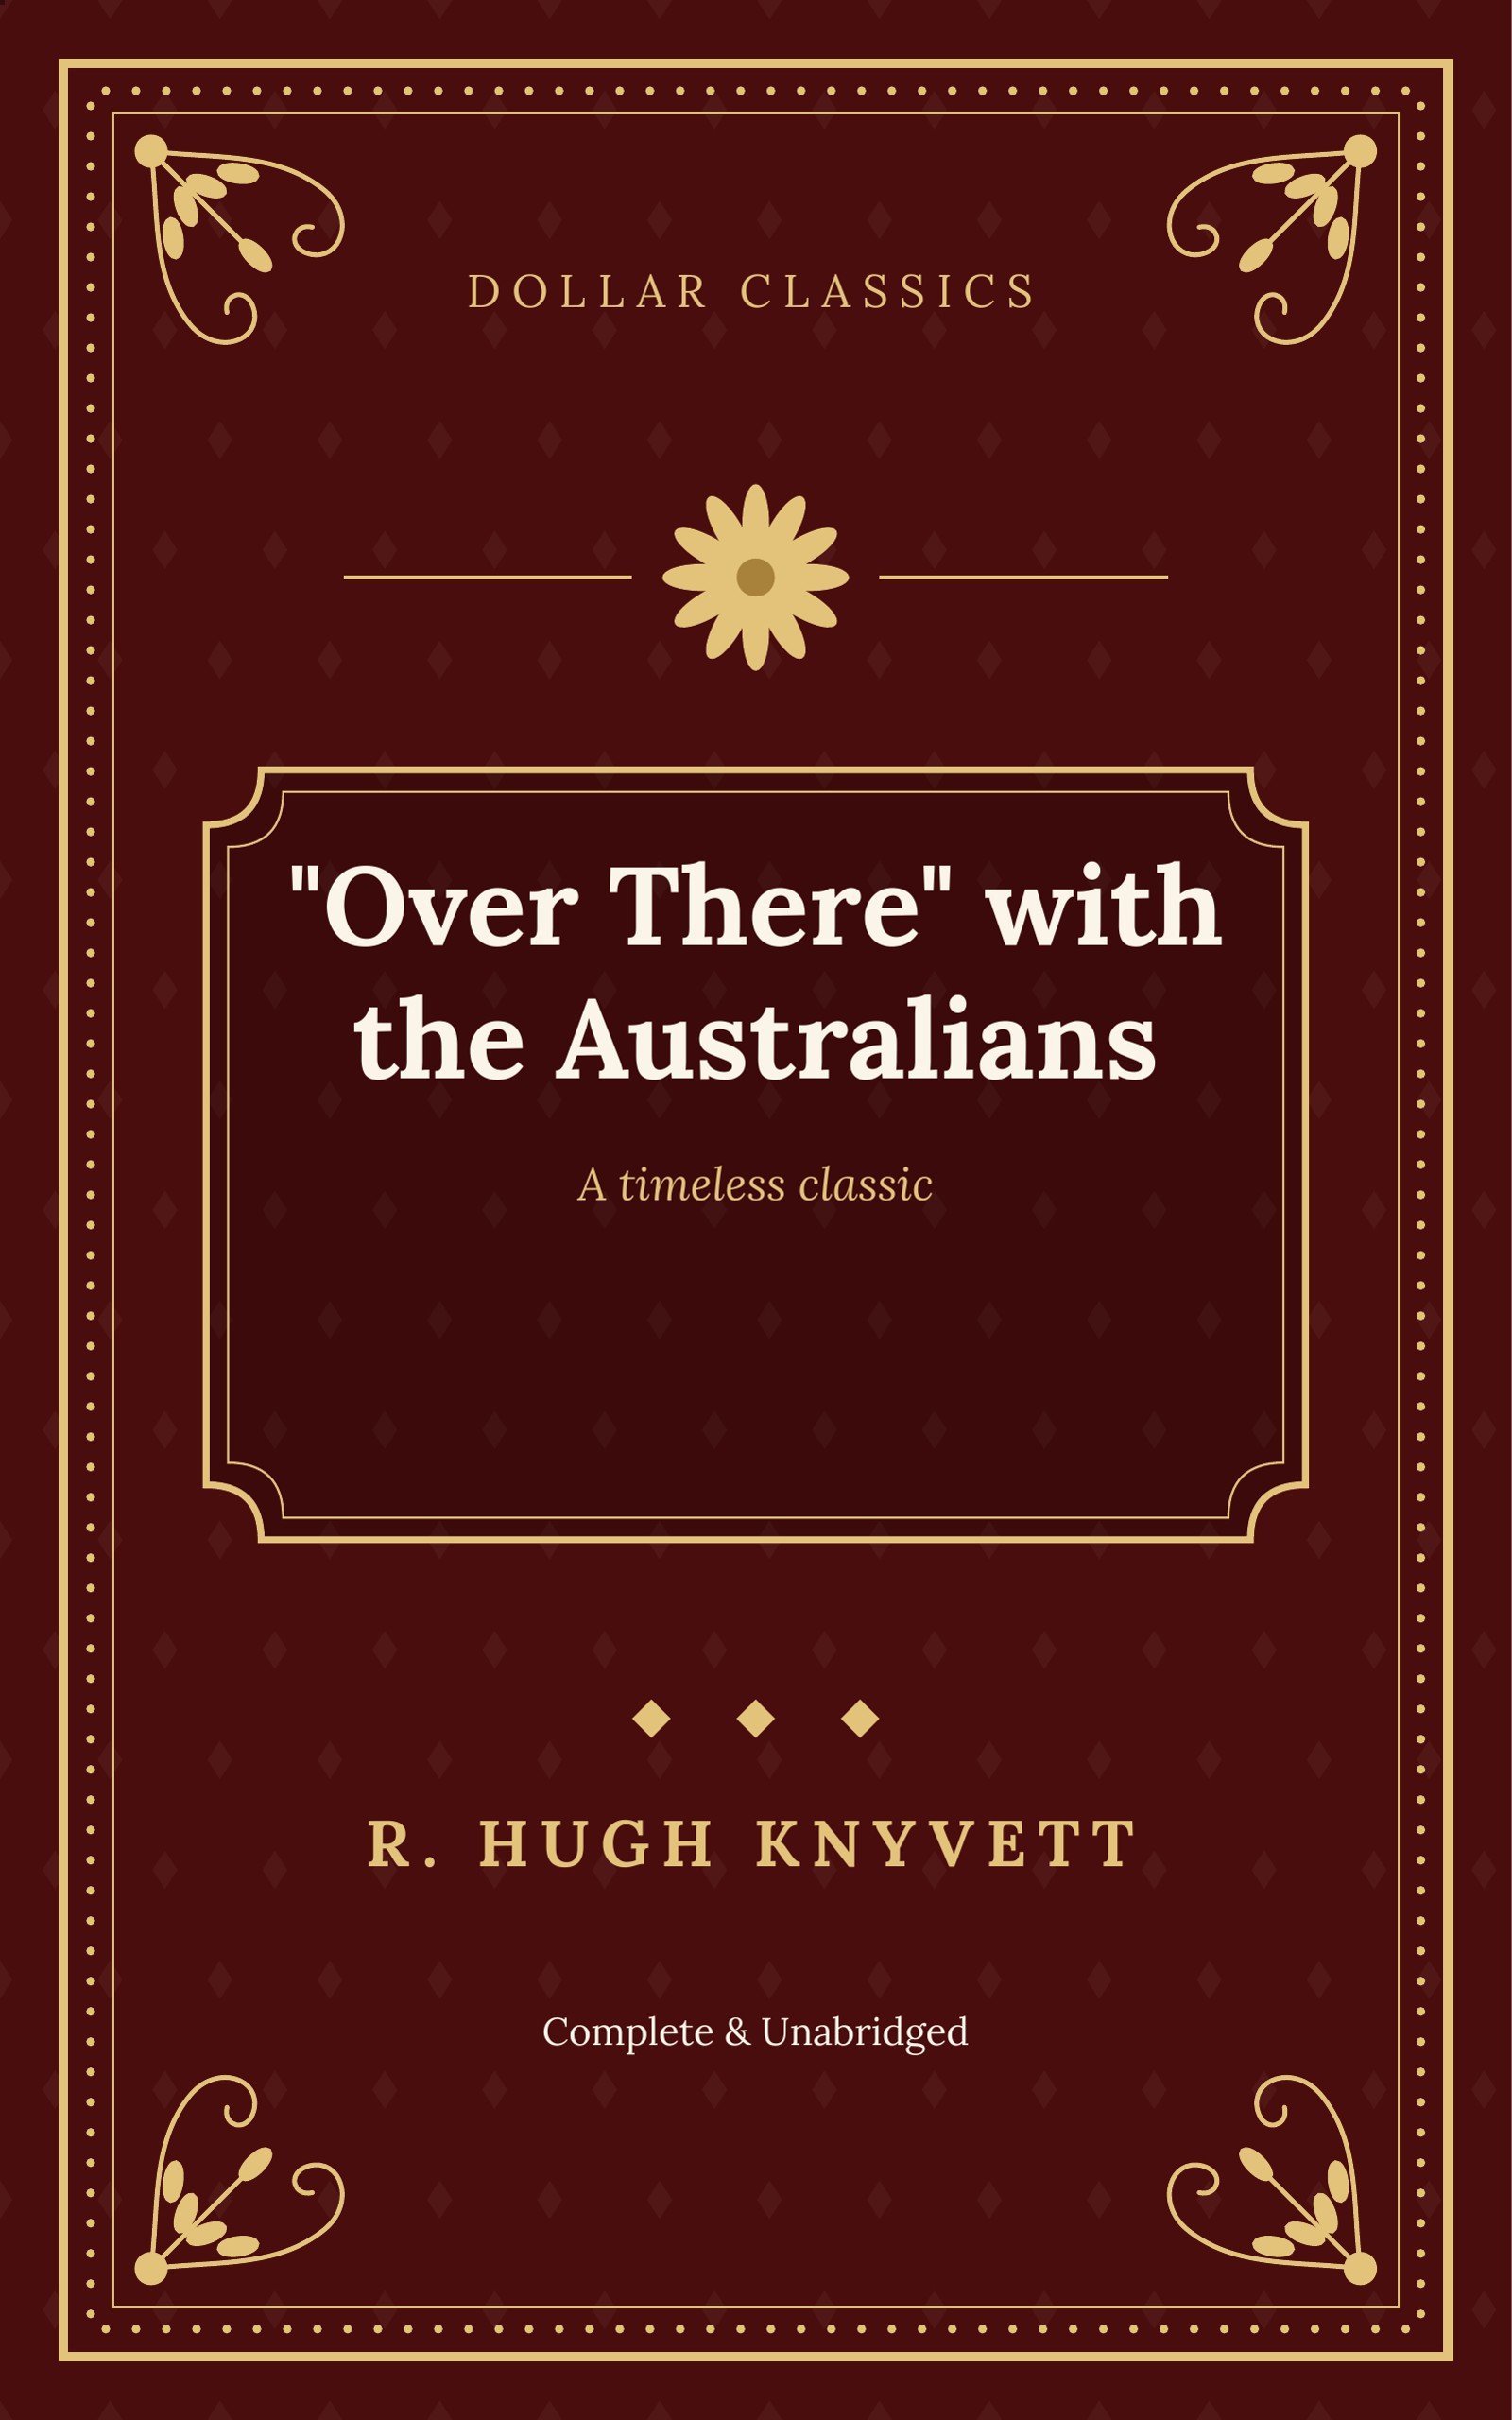 DOLLAR CLASSICS
"Over There" with
the Australians
A timeless classic
R. HUGH KNYVETT
Complete & Unabridged